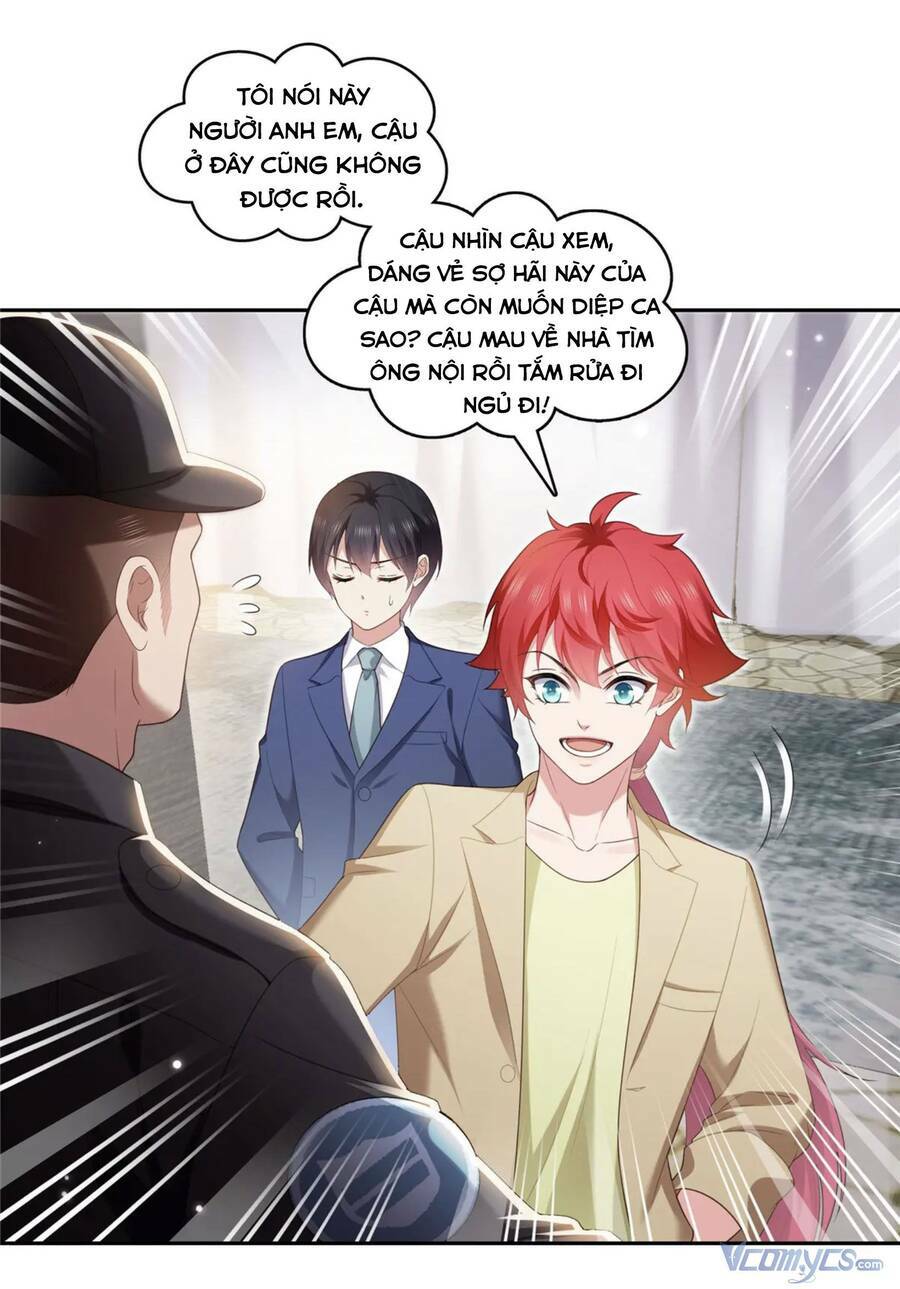 TÔI NÓI NÀY
NGƯỜI ANH EM, CẬU
Ở ĐÂY CŨNG KHÔNG
ĐƯỢC RỒI.
CẬU NHÌN CẬU XEM,
DÁNG VẺ SỢ HÃI NÀY CỦA
CẬU MÀ CÒN MUỐN DIỆP CA
SAO? CẬU MAU VỀ NHÀ TÌM
ÔNG NỘI RỒI TẮM RỬA ĐI
NGỦ ĐI!
VCOMYCS.com